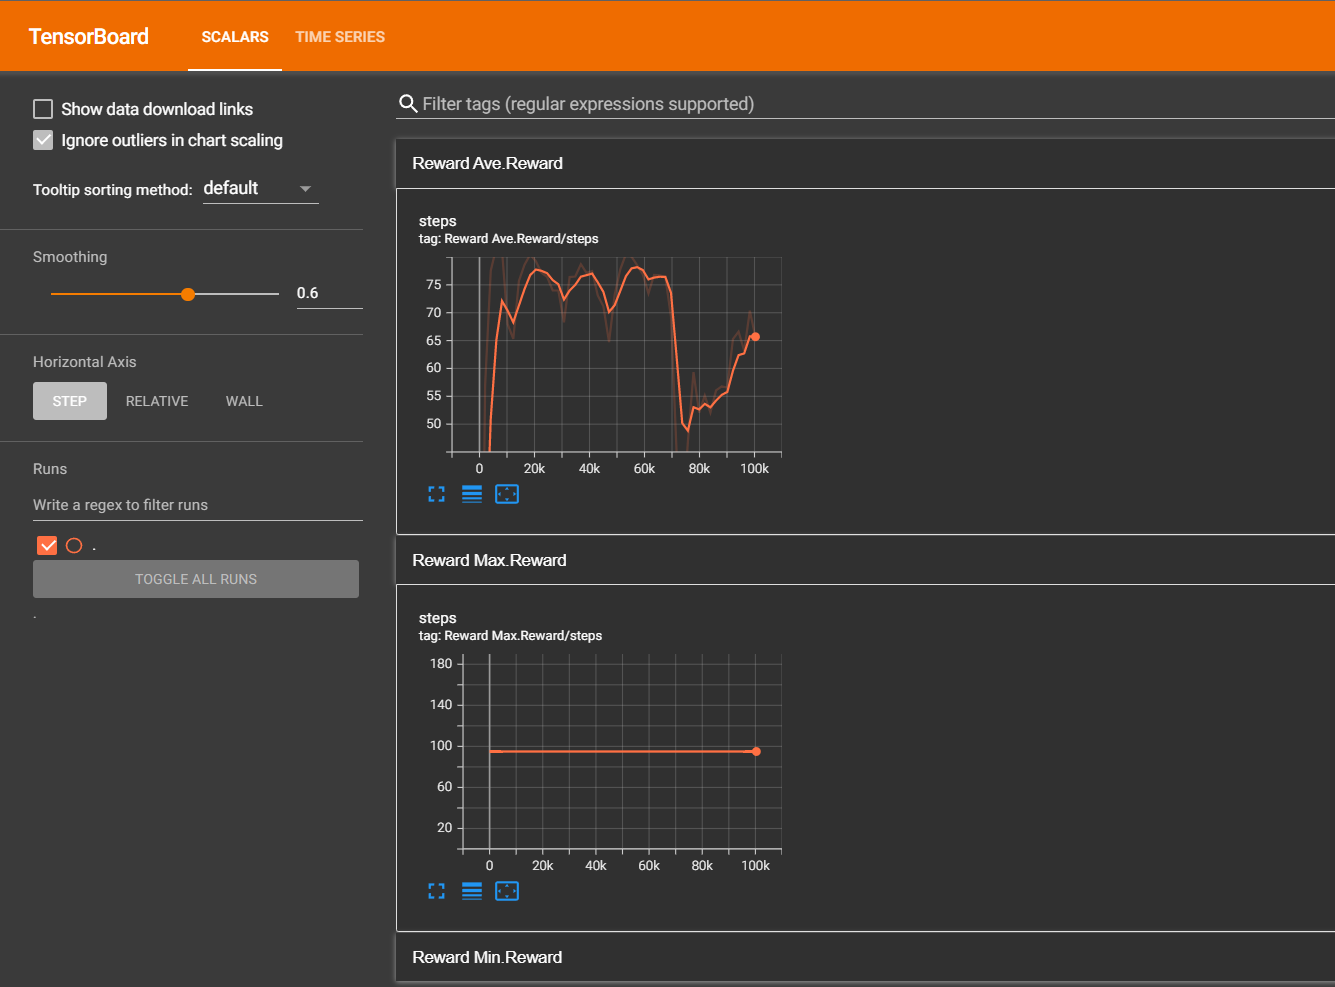 TensorBoard SCALARS TIME SERIES
Show data download links
Ignore outliers in chart scaling
Tooltip sorting method: default
Smoothing
0.6
Horizontal Axis
STEP RELATIVE WALL
Runs
Write a regex to filter runs
.
TOGGLE ALL RUNS
.
Filter tags (regular expressions supported)
Reward Ave.Reward
steps
tag: Reward Ave.Reward/steps
75
70
65
60
55
50
0 20k 40k 60k 80k 100k
Reward Max.Reward
steps
tag: Reward Max.Reward/steps
180
140
100
60
20
0 20k 40k 60k 80k 100k
Reward Min.Reward